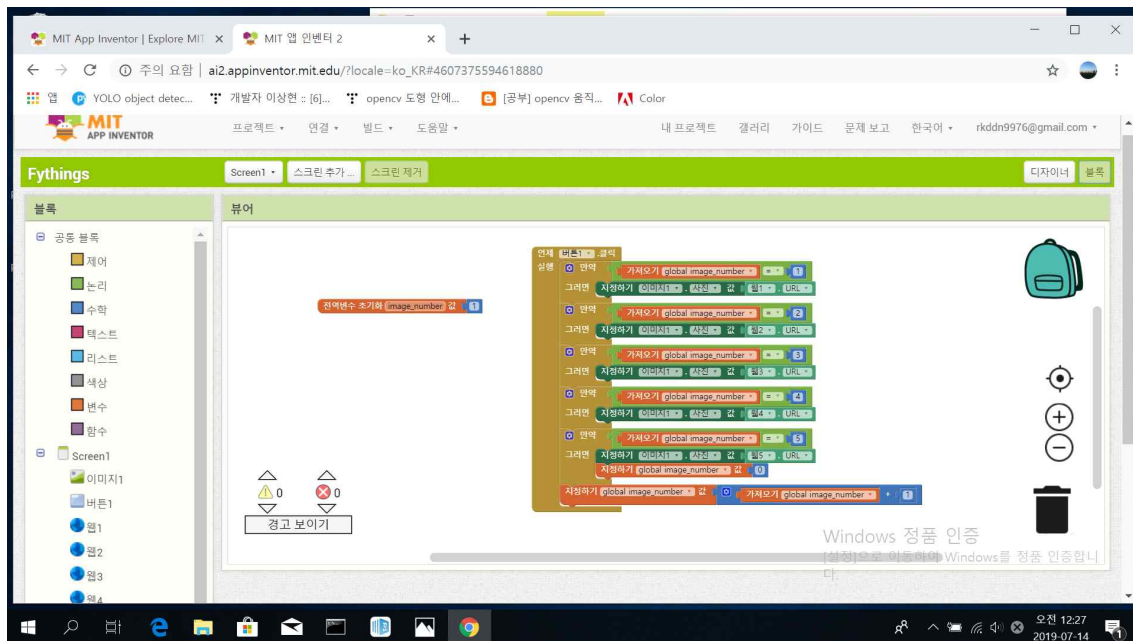 MIT App Inventor | Explore MIT
MIT 앱 인벤터 2
주의 요함 | ai2.appinventor.mit.edu/?locale=ko_KR#4607375594618880
앱
YOLO object detec...
개발자 이상현 :: [6]...
opencv 도형 안에...
[공부] opencv 움직...
Color
MIT
APP INVENTOR
프로젝트
연결
빌드
도움말
내 프로젝트
갤러리
가이드
문제 보고
한국어
rkddn9976@gmail.com
Fythings
Screen1
스크린 추가 ...
스크린 제거
디자이너
블록
블록
뷰어
공통 블록
제어
논리
수학
텍스트
리스트
색상
변수
함수
Screen1
이미지1
버튼1
웹1
웹2
웹3
웹4
전역변수 초기화 image_number 값 1
언제 버튼1 .클릭
실행 만약 가져오기 global image_number = 1
그러면 지정하기 이미지1 . 사진 값 웹1 . URL
만약 가져오기 global image_number = 2
그러면 지정하기 이미지1 . 사진 값 웹2 . URL
만약 가져오기 global image_number = 3
그러면 지정하기 이미지1 . 사진 값 웹3 . URL
만약 가져오기 global image_number = 4
그러면 지정하기 이미지1 . 사진 값 웹4 . URL
만약 가져오기 global image_number = 5
그러면 지정하기 이미지1 . 사진 값 웹5 . URL
지정하기 global image_number 값 0
지정하기 global image_number 값 가져오기 global image_number + 1
0
0
경고 보이기
Windows 정품 인증
[설정]으로 이동하여 Windows를 정품 인증합니
다.
오전 12:27
2019-07-14
1